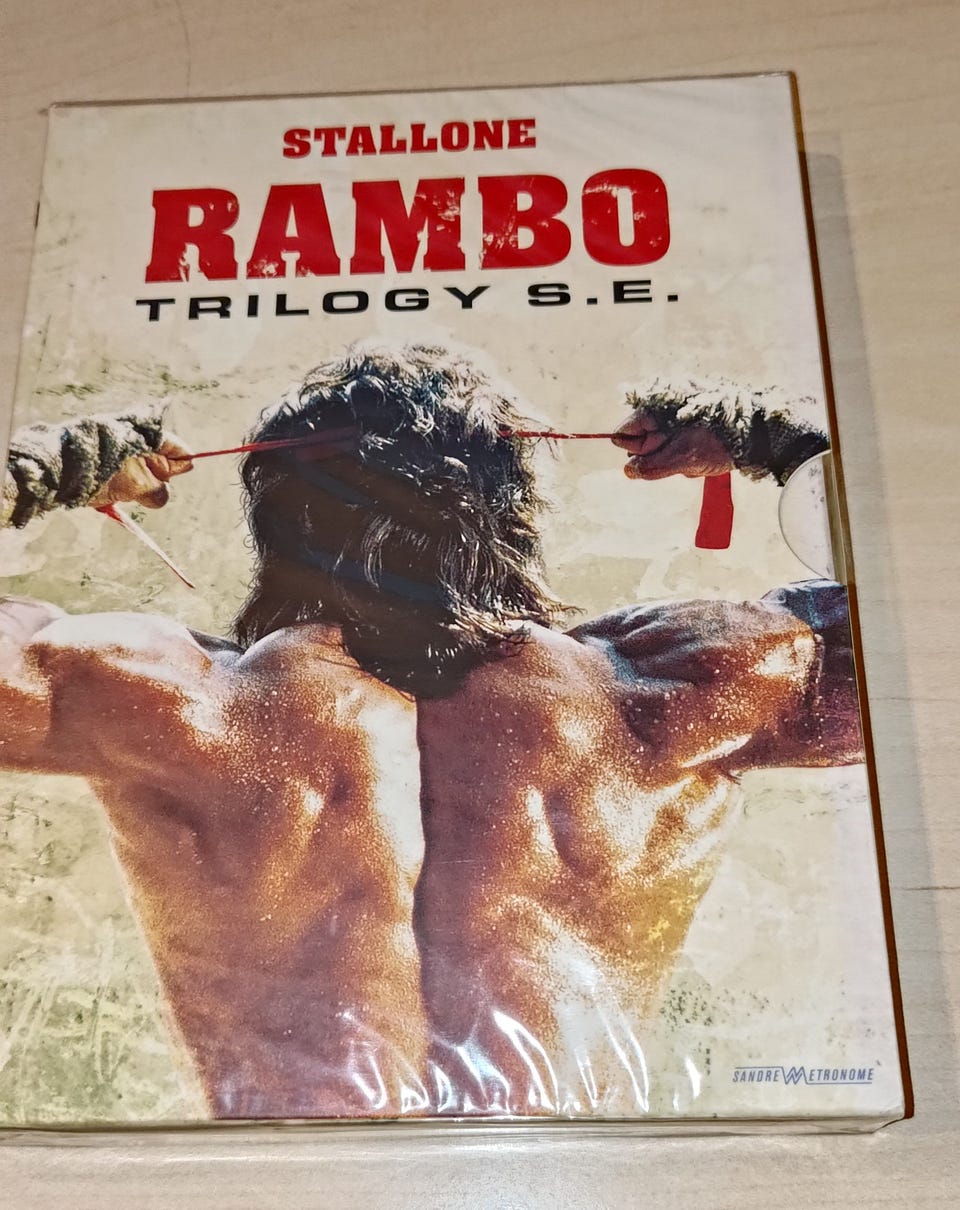 STALLONE
RAMBO
TRILOGY S.E.
SANDREW METRONOME